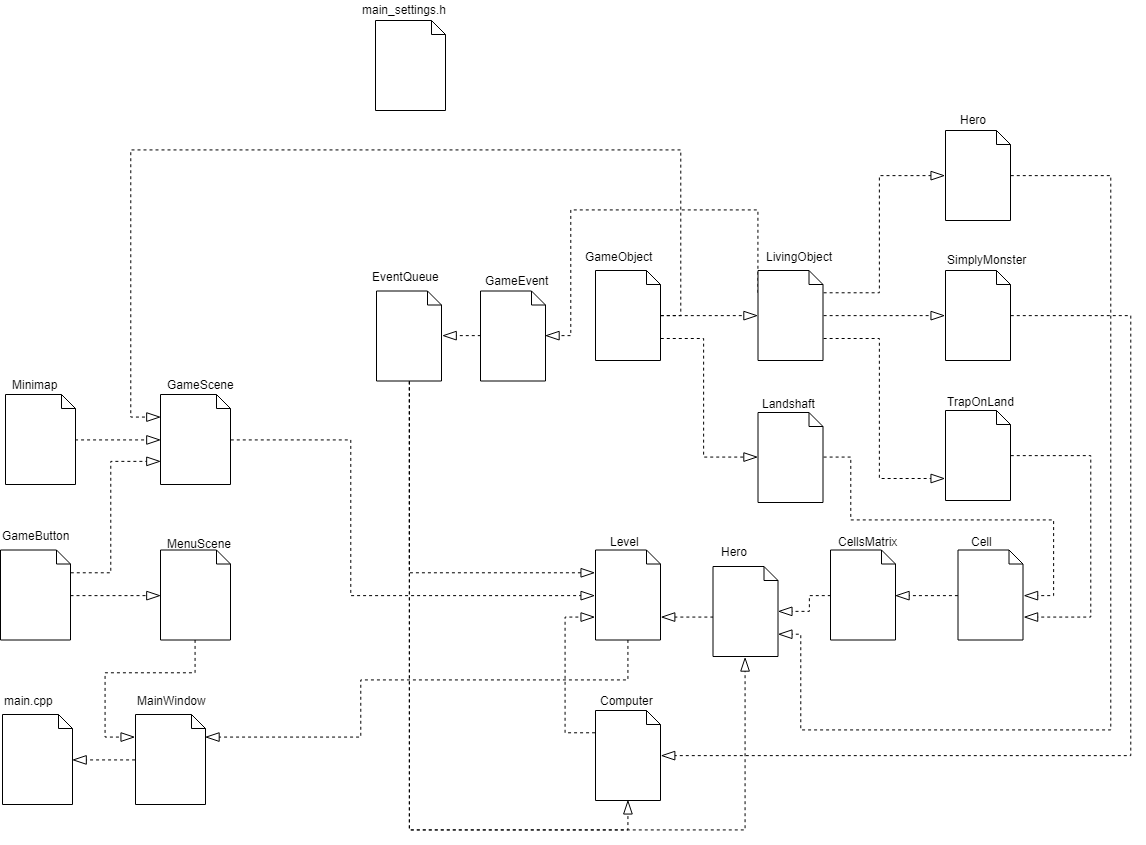 main_settings.h
Hero
GameObject
LivingObject
SimplyMonster
EventQueue
GameEvent
Minimap
GameScene
Landshaft
TrapOnLand
GameButton
MenuScene
Level
Hero
CellsMatrix
Cell
main.cpp
MainWindow
Computer